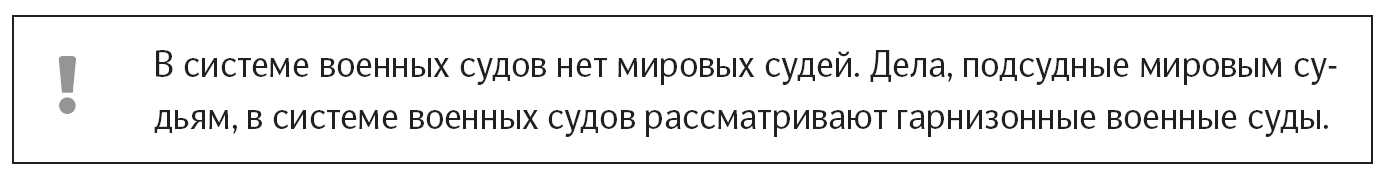 !
В системе военных судов нет мировых судей. Дела, подсудные мировым су-
дьям, в системе военных судов рассматривают гарнизонные военные суды.